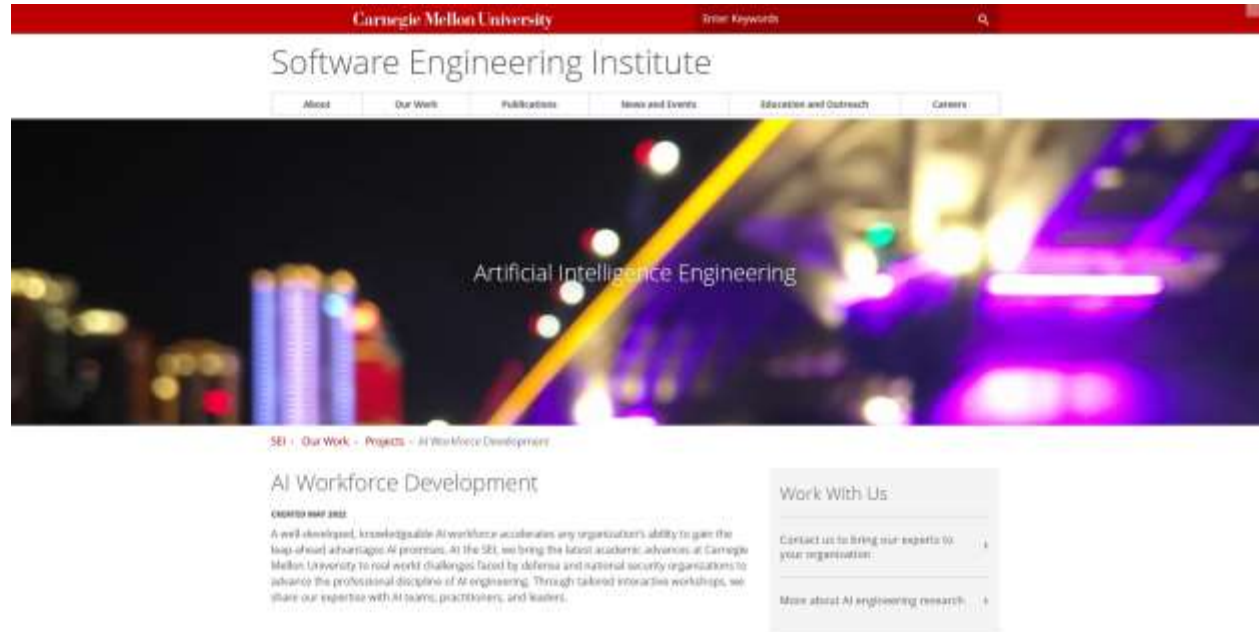 Carnegie Mellon University
Enter Keywords
Software Engineering Institute
About Our Work Publications News and Events Education and Outreach Careers
Artificial Intelligence Engineering
SEI › Our Work › Projects › AI Workforce Development
AI Workforce Development
CREATED MAY 2022
A well-developed, knowledgeable AI workforce accelerates any organization's ability to gain the
leap-ahead advantages AI promises. At the SEI, we bring the latest academic advances at Carnegie
Mellon University to real world challenges faced by defense and national security organizations to
advance the professional discipline of AI engineering. Through tailored interactive workshops, we
share our expertise with AI teams, practitioners, and leaders.
Work With Us
Contact us to bring our experts to
your organization
More about AI engineering research